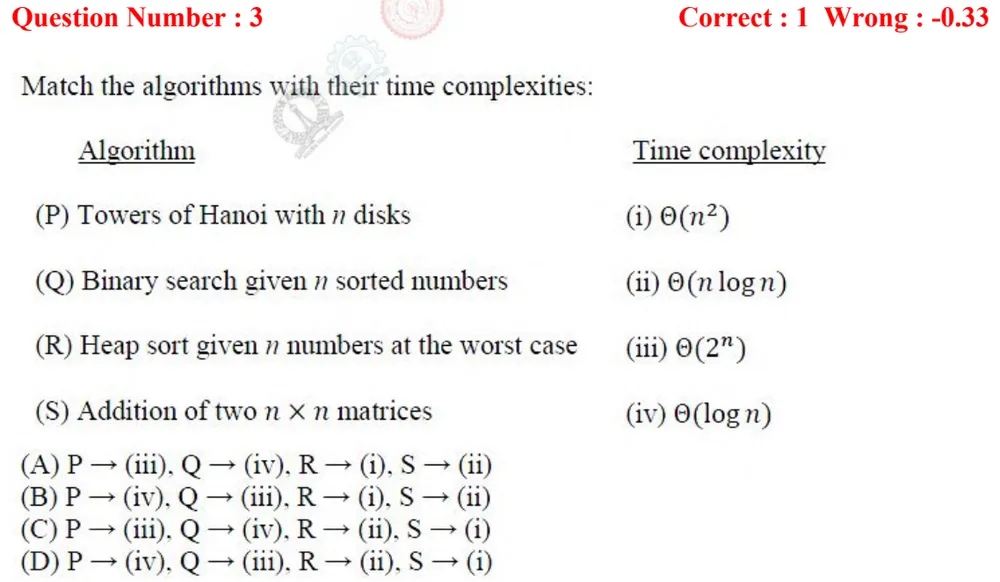 Question Number : 3 Correct : 1 Wrong : -0.33
Match the algorithms with their time complexities:
Algorithm Time complexity
(P) Towers of Hanoi with n disks (i) Θ(n²)
(Q) Binary search given n sorted numbers (ii) Θ(n log n)
(R) Heap sort given n numbers at the worst case (iii) Θ(2ⁿ)
(S) Addition of two n × n matrices (iv) Θ(log n)
(A) P → (iii), Q → (iv), R → (i), S → (ii)
(B) P → (iv), Q → (iii), R → (i), S → (ii)
(C) P → (iii), Q → (iv), R → (ii), S → (i)
(D) P → (iv), Q → (iii), R → (ii), S → (i)